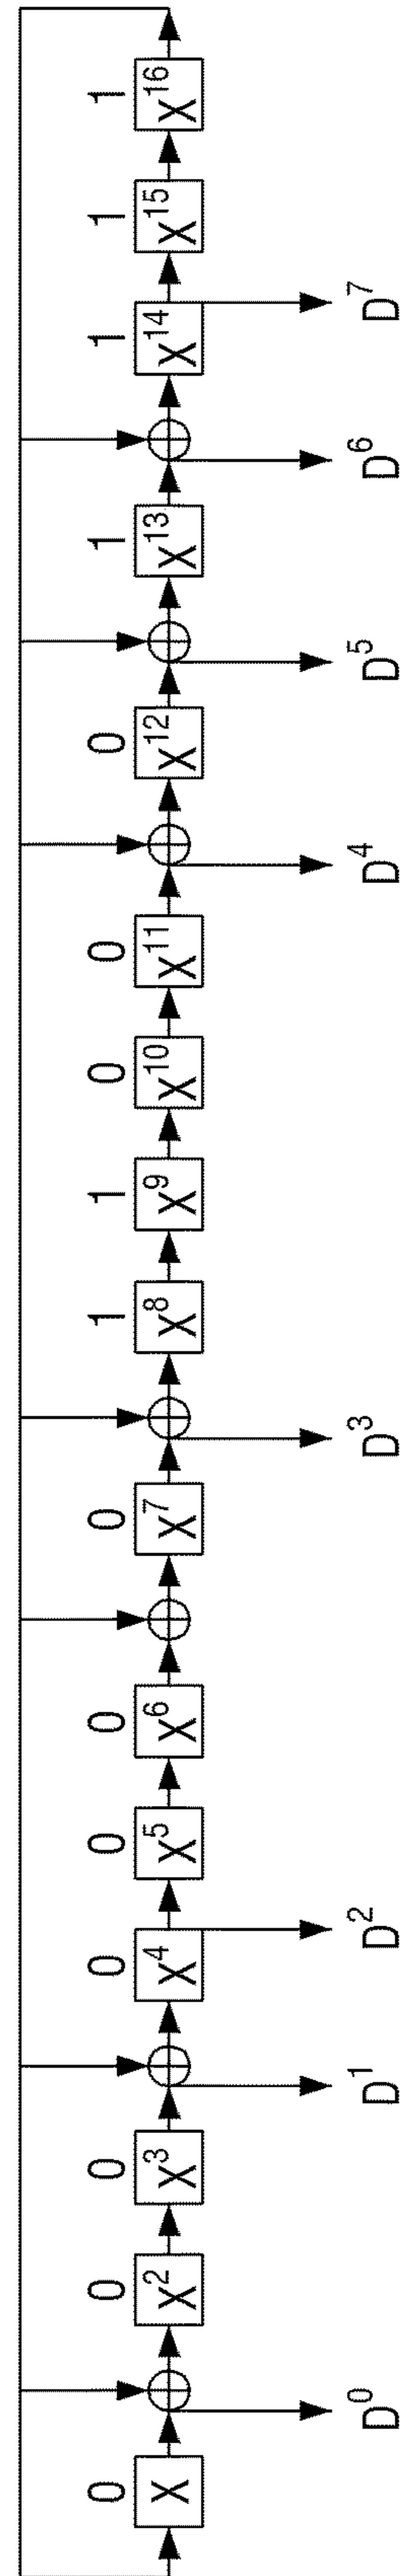 0 0 0 0 0 0 0 1 1 0 0 0 1 1 1 1
X X² X³ X⁴ X⁵ X⁶ X⁷ X⁸ X⁹ X¹⁰ X¹¹ X¹² X¹³ X¹⁴ X¹⁵ X¹⁶
D⁰ D¹ D² D³ D⁴ D⁵ D⁶ D⁷